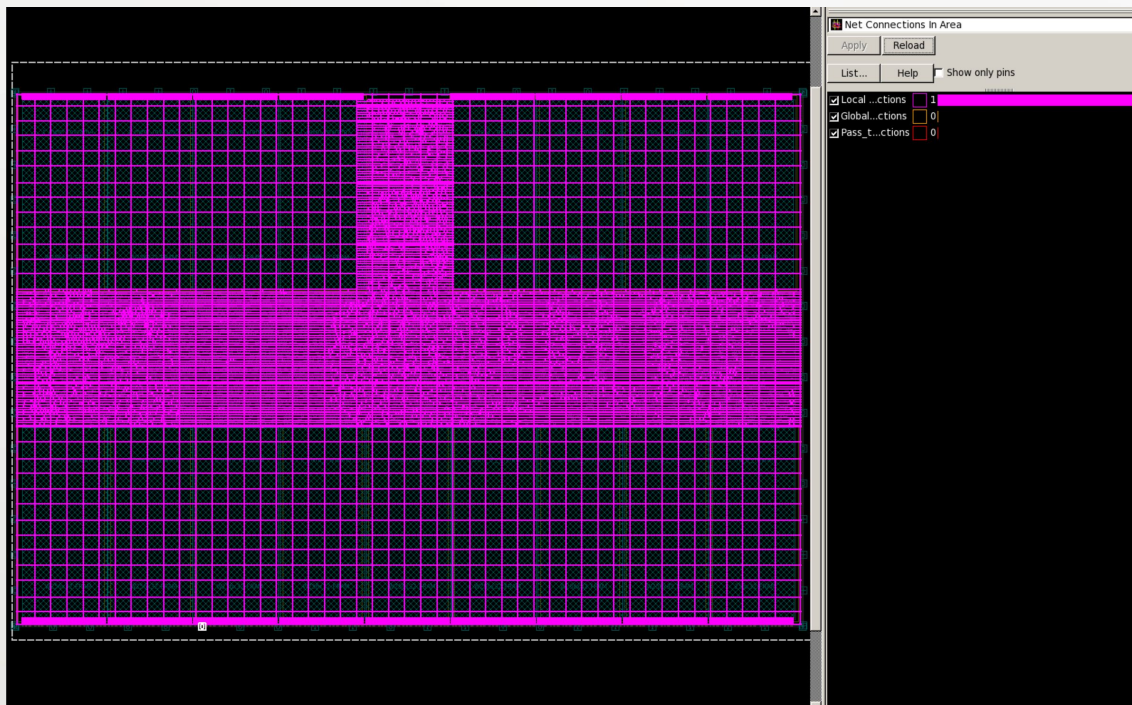 Net Connections In Area
Apply Reload
List... Help Show only pins
Local ...ctions 1
Global...ctions 0
Pass_t...ctions 0